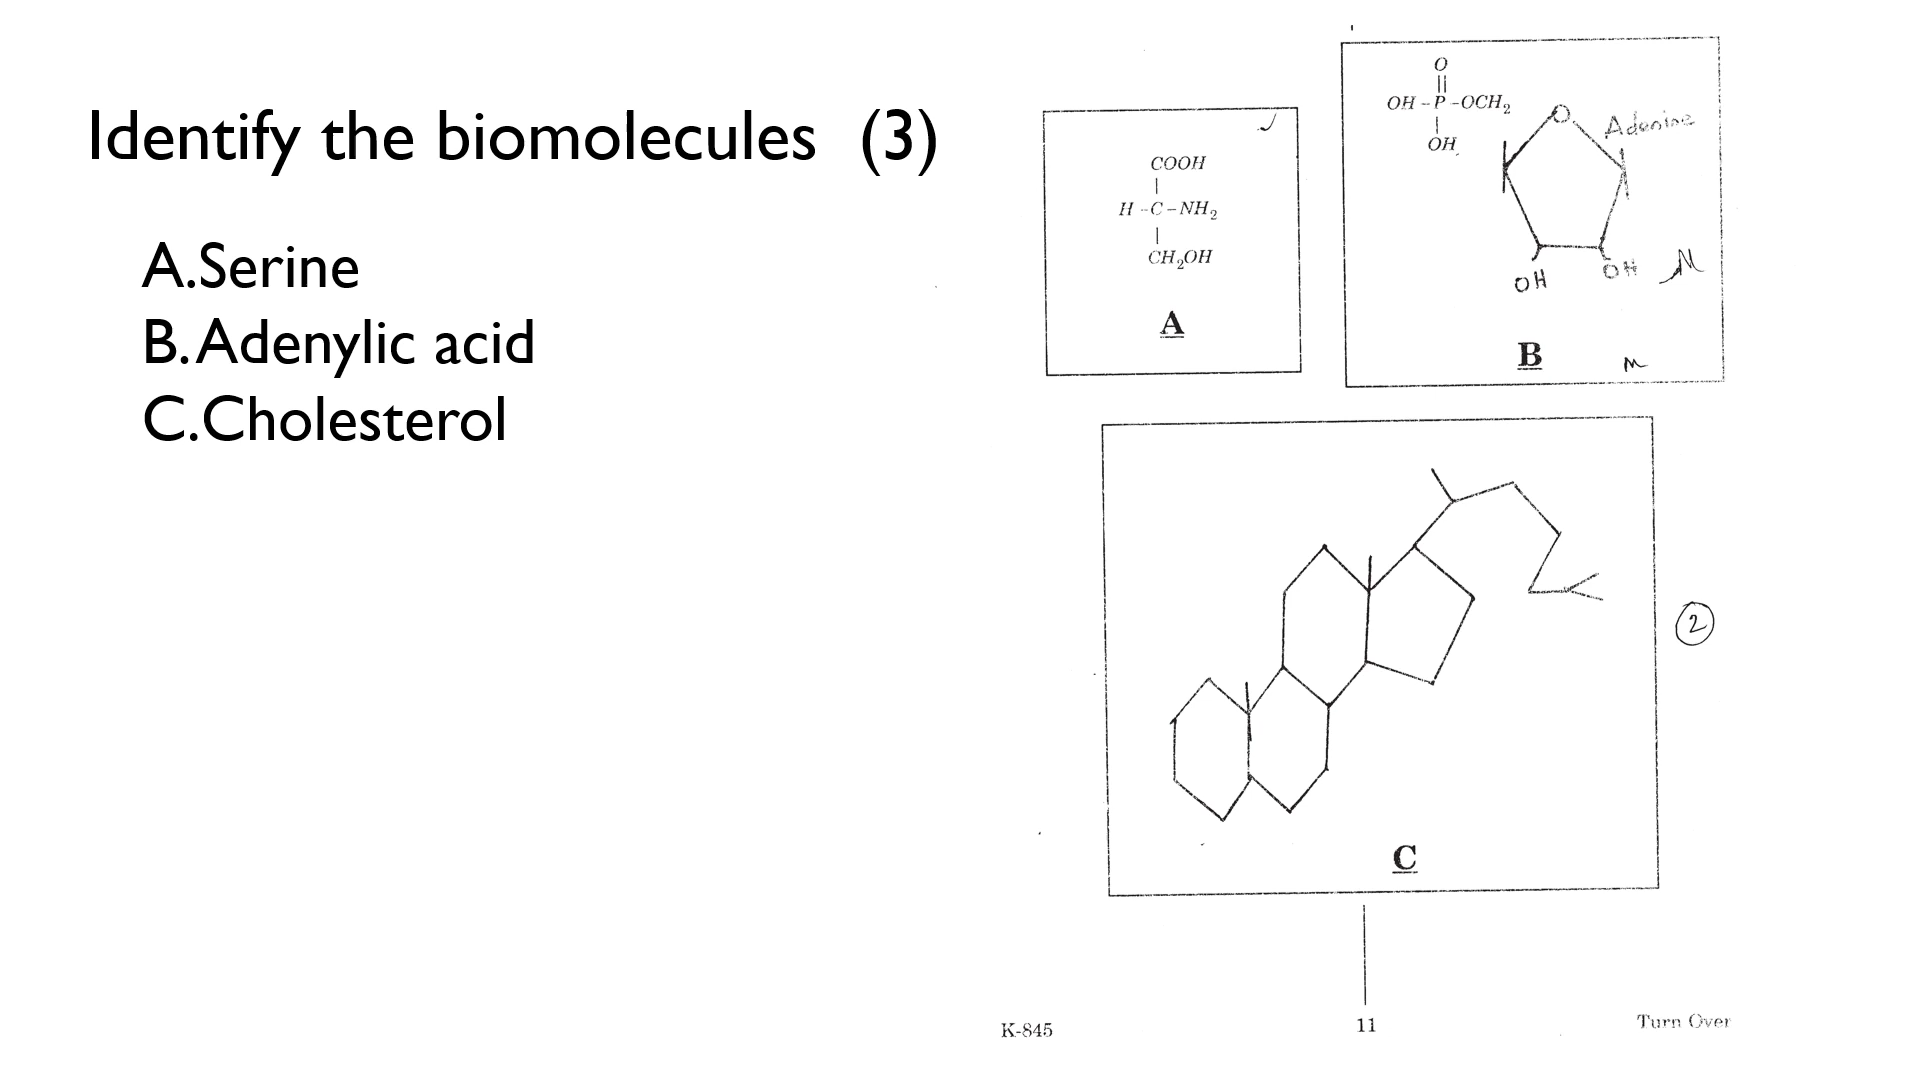 Identify the biomolecules (3)
A.Serine
B.Adenylic acid
C.Cholesterol
COOH
H - C - NH2
CH2OH
A
O
OH - P - OCH2
OH
O
Adenine
OH
OH
B
C
2
K-845
11
Turn Over